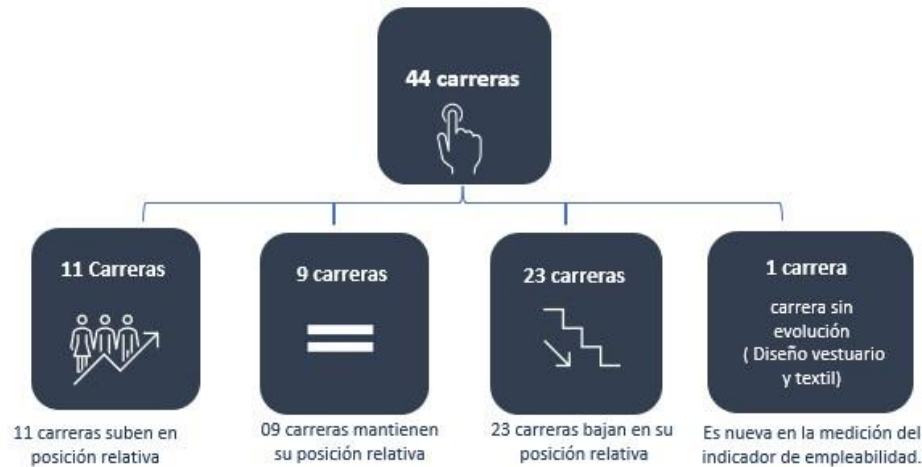 44 carreras
11 Carreras
11 carreras suben en
posición relativa
9 carreras
09 carreras mantienen
su posición relativa
23 carreras
23 carreras bajan en su
posición relativa
1 carrera
carrera sin
evolución
( Diseño vestuario
y textil)
Es nueva en la medición del
indicador de empleabilidad.